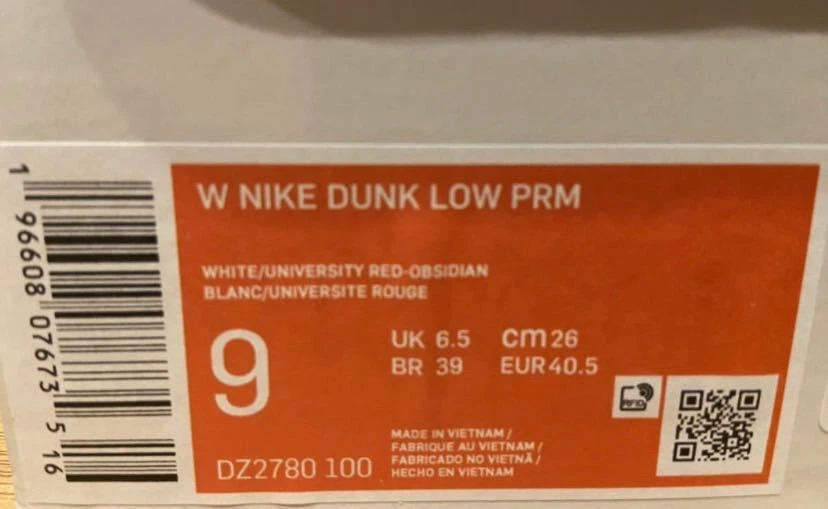 W NIKE DUNK LOW PRM
WHITE/UNIVERSITY RED-OBSIDIAN
BLANC/UNIVERSITE ROUGE
9
UK 6.5 cm 26
BR 39 EUR 40.5
RFID
DZ2780 100
MADE IN VIETNAM /
FABRIQUE AU VIETNAM /
FABRICADO NO VIETNÃ /
HECHO EN VIETNAM
1 96608 07673 5 16